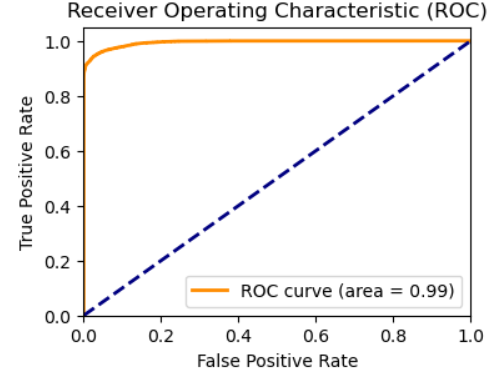 Receiver Operating Characteristic (ROC)
True Positive Rate
1.0
0.8
0.6
0.4
0.2
0.0
ROC curve (area = 0.99)
0.0 0.2 0.4 0.6 0.8 1.0
False Positive Rate